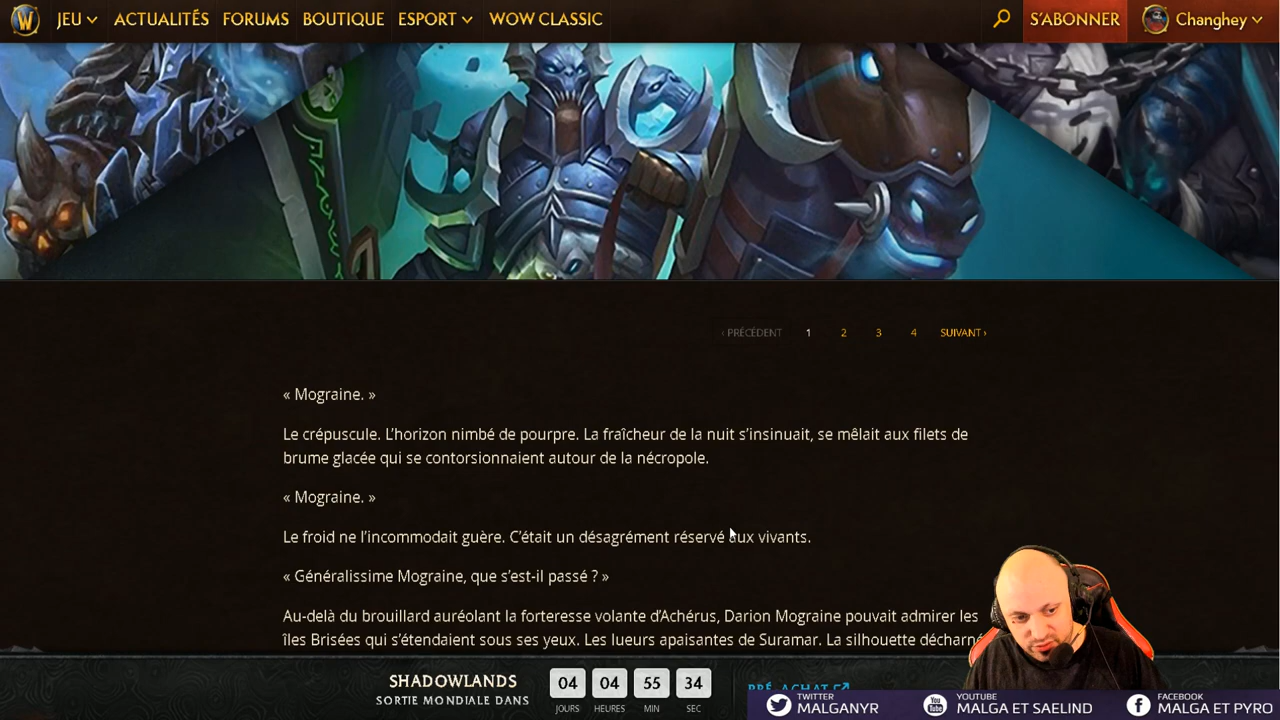 JEU ACTUALITÉS FORUMS BOUTIQUE ESPORT WOW CLASSIC S'ABONNER Changhey
‹ PRÉCÉDENT 1 2 3 4 SUIVANT ›
« Mograine. »
Le crépuscule. L'horizon nimbé de pourpre. La fraîcheur de la nuit s'insinuait, se mêlait aux filets de
brume glacée qui se contorsionnaient autour de la nécropole.
« Mograine. »
Le froid ne l'incommodait guère. C'était un désagrément réservé aux vivants.
« Généralissime Mograine, que s'est-il passé ? »
Au-delà du brouillard auréolant la forteresse volante d'Achérus, Darion Mograine pouvait admirer les
îles Brisées qui s'étendaient sous ses yeux. Les lueurs apaisantes de Suramar. La silhouette décharné
SHADOWLANDS
SORTIE MONDIALE DANS
04 04 55 34
JOURS HEURES MIN SEC
PRÉ-ACHAT
TWITTER
MALGANYR
YOUTUBE
MALGA ET SAELIND
FACEBOOK
MALGA ET PYRO